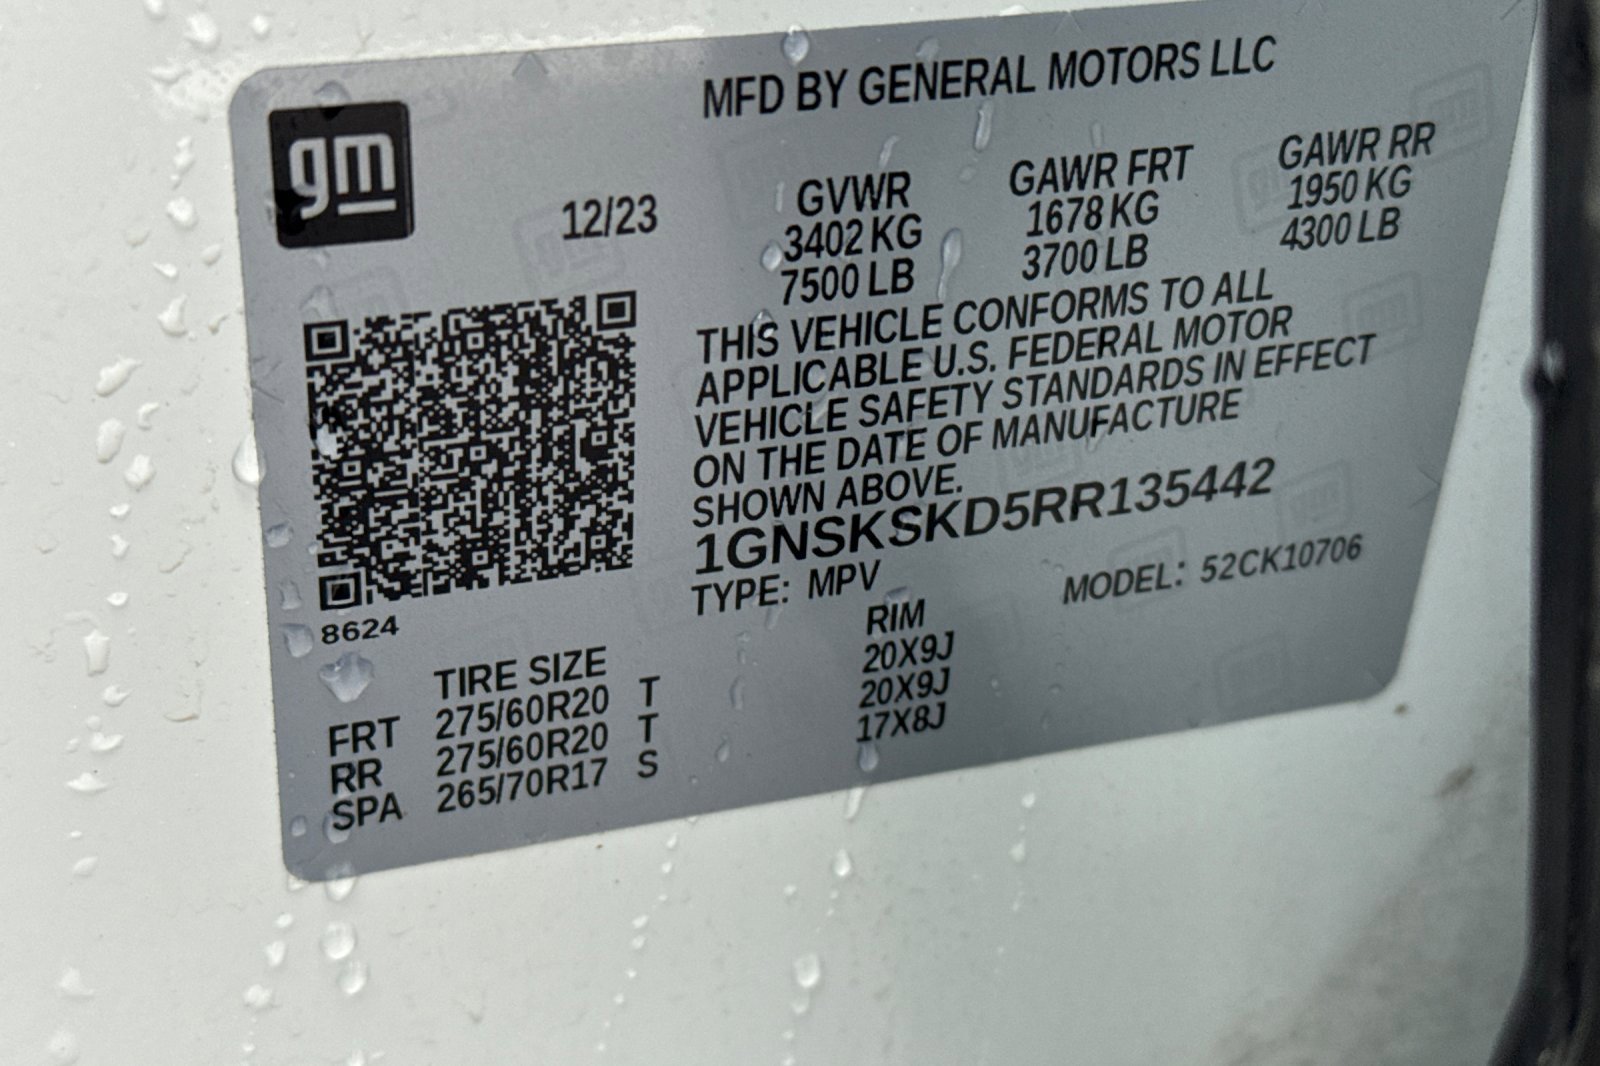 gm
MFD BY GENERAL MOTORS LLC
12/23
GVWR GAWR FRT GAWR RR
3402 KG 1678 KG 1950 KG
7500 LB 3700 LB 4300 LB
THIS VEHICLE CONFORMS TO ALL
APPLICABLE U.S. FEDERAL MOTOR
VEHICLE SAFETY STANDARDS IN EFFECT
ON THE DATE OF MANUFACTURE
SHOWN ABOVE.
1GNSKSKD5RR135442
TYPE: MPV MODEL: 52CK10706
8624
TIRE SIZE RIM
FRT 275/60R20 T 20X9J
RR 275/60R20 T 20X9J
SPA 265/70R17 S 17X8J